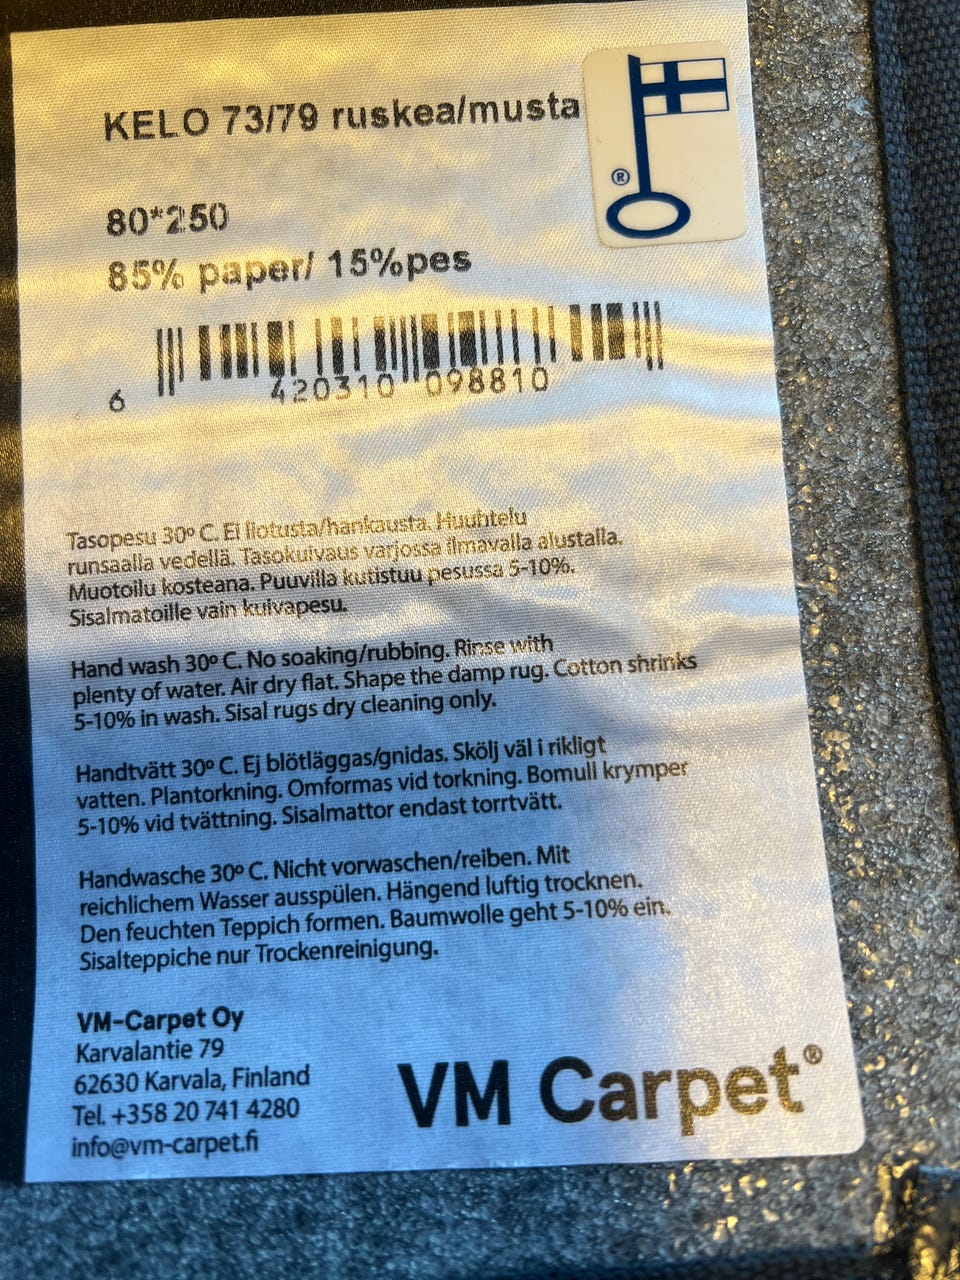 KELO 73/79 ruskea/musta
®
80*250
85% paper/ 15%pes
6 420310 098810
Tasopesu 30º C. Ei liotusta/hankausta. Huuhtelu
runsaalla vedellä. Tasokuivaus varjossa ilmavalla alustalla.
Muotoilu kosteana. Puuvilla kutistuu pesussa 5-10%.
Sisalmatoille vain kuivapesu.
Hand wash 30º C. No soaking/rubbing. Rinse with
plenty of water. Air dry flat. Shape the damp rug. Cotton shrinks
5-10% in wash. Sisal rugs dry cleaning only.
Handtvätt 30º C. Ej blötläggas/gnidas. Skölj väl i rikligt
vatten. Plantorkning. Omformas vid torkning. Bomull krymper
5-10% vid tvättning. Sisalmattor endast torrtvätt.
Handwasche 30º C. Nicht vorwaschen/reiben. Mit
reichlichem Wasser ausspülen. Hängend luftig trocknen.
Den feuchten Teppich formen. Baumwolle geht 5-10% ein.
Sisalteppiche nur Trockenreinigung.
VM-Carpet Oy
Karvalantie 79
62630 Karvala, Finland
Tel. +358 20 741 4280
info@vm-carpet.fi
VM Carpet®